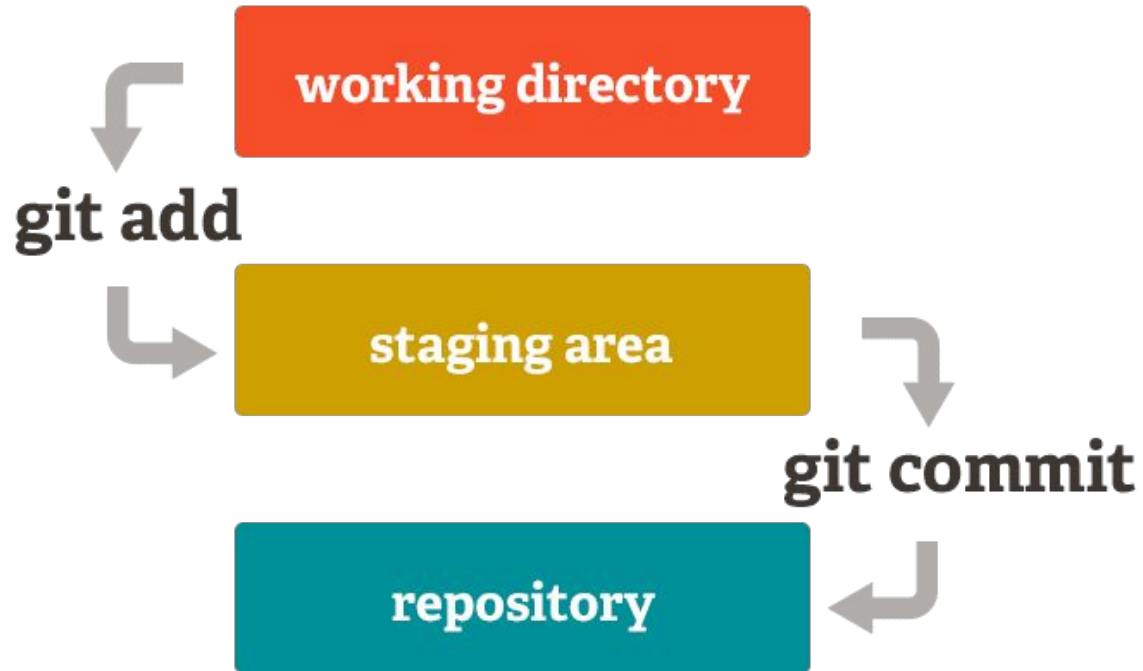 working directory
git add
staging area
git commit
repository